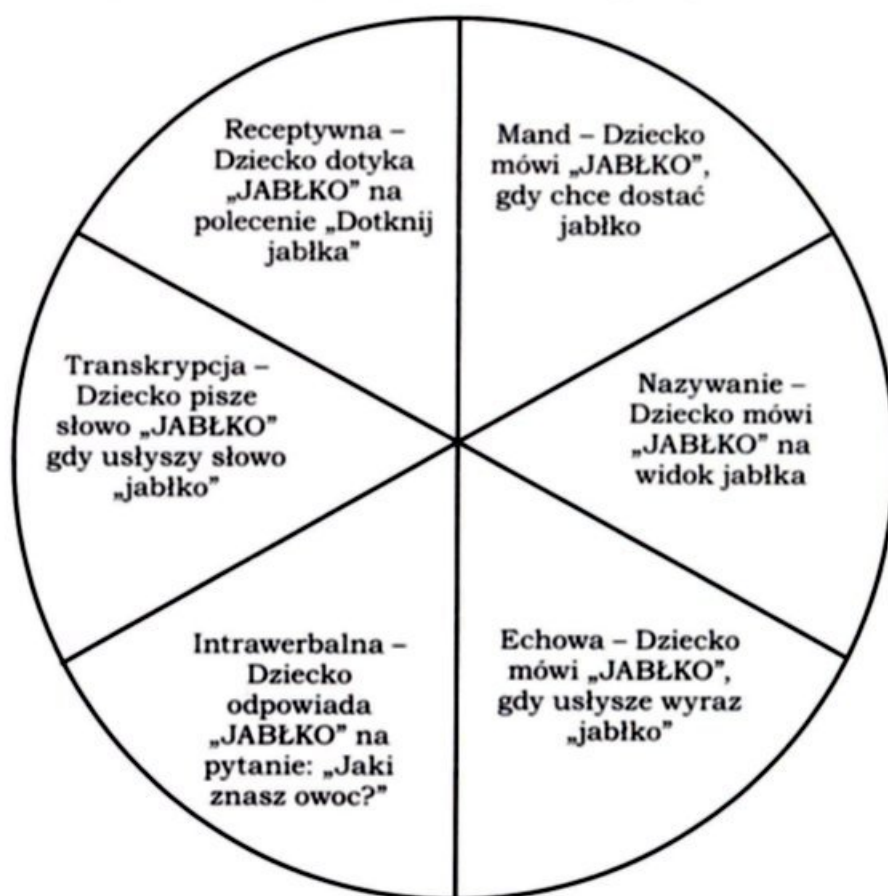 Receptywna –
Dziecko dotyka
„JABŁKO” na
polecenie „Dotknij
jabłka”
Mand – Dziecko
mówi „JABŁKO”,
gdy chce dostać
jabłko
Transkrypcja –
Dziecko pisze
słowo „JABŁKO”
gdy usłyszy słowo
„jabłko”
Nazywanie –
Dziecko mówi
„JABŁKO” na
widok jabłka
Intrawerbalna –
Dziecko
odpowiada
„JABŁKO” na
pytanie: „Jaki
znasz owoc?”
Echowa – Dziecko
mówi „JABŁKO”,
gdy usłysze wyraz
„jabłko”